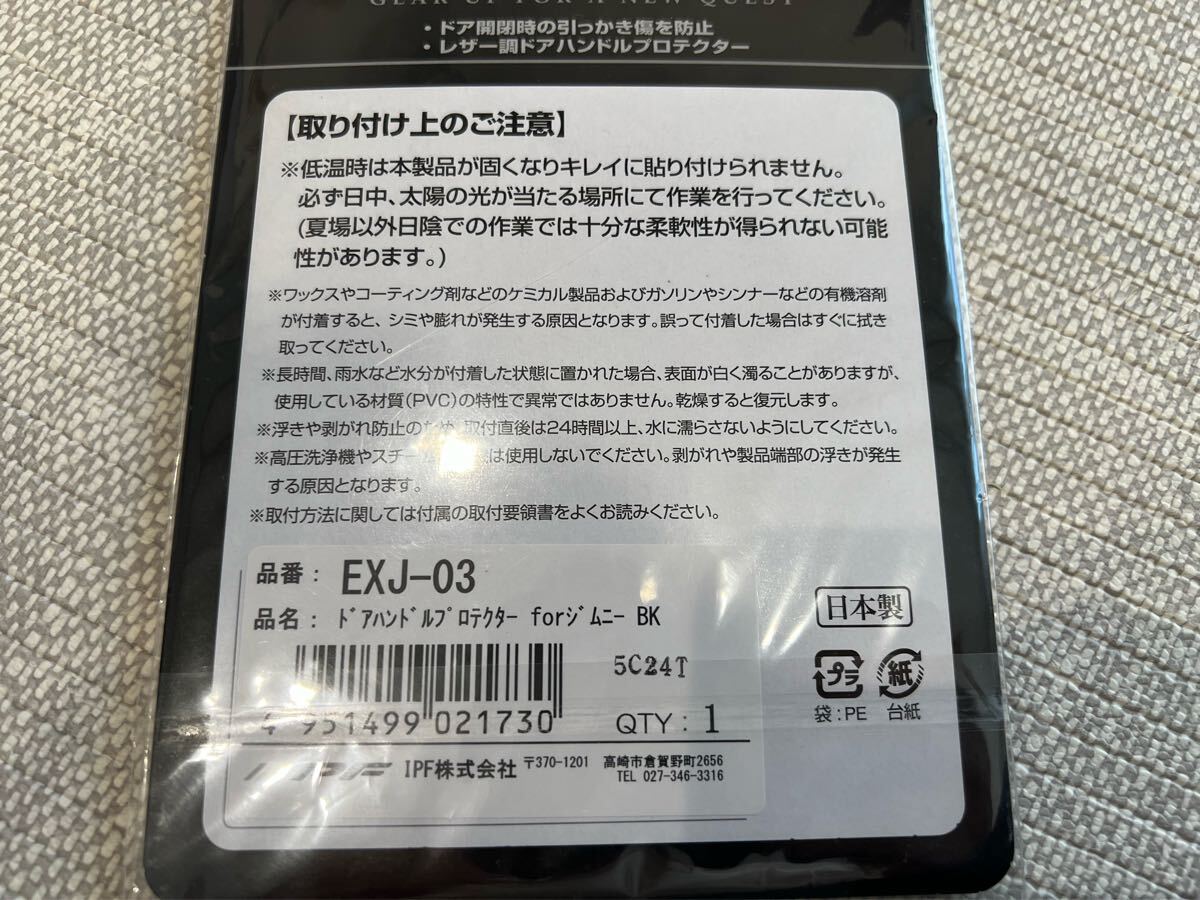 GEAR UP FOR A NEW QUEST
・ドア開閉時の引っかき傷を防止
・レザー調ドアハンドルプロテクター
【取り付け上のご注意】
※低温時は本製品が固くなりキレイに貼り付けられません。
必ず日中、太陽の光が当たる場所にて作業を行ってください。
(夏場以外日陰での作業では十分な柔軟性が得られない可能
性があります。)
※ワックスやコーティング剤などのケミカル製品およびガソリンやシンナーなどの有機溶剤
が付着すると、シミや膨れが発生する原因となります。誤って付着した場合はすぐに拭き
取ってください。
※長時間、雨水など水分が付着した状態に置かれた場合、表面が白く濁ることがありますが、
使用している材質(PVC)の特性で異常ではありません。乾燥すると復元します。
※浮きや剥がれ防止のため、取付直後は24時間以上、水に濡らさないようにしてください。
※高圧洗浄機やスチーム は使用しないでください。剥がれや製品端部の浮きが発生
する原因となります。
※取付方法に関しては付属の取付要領書をよくお読みください。
品番: EXJ-03
品名: ﾄﾞｱﾊﾝﾄﾞﾙﾌﾟﾛﾃｸﾀｰ forｼﾞﾑﾆｰ BK
日本製
5C24T
プラ 紙
4 951499 021730
QTY : 1
袋:PE 台紙
IPF IPF株式会社 〒370-1201 高崎市倉賀野町2656
TEL 027-346-3316